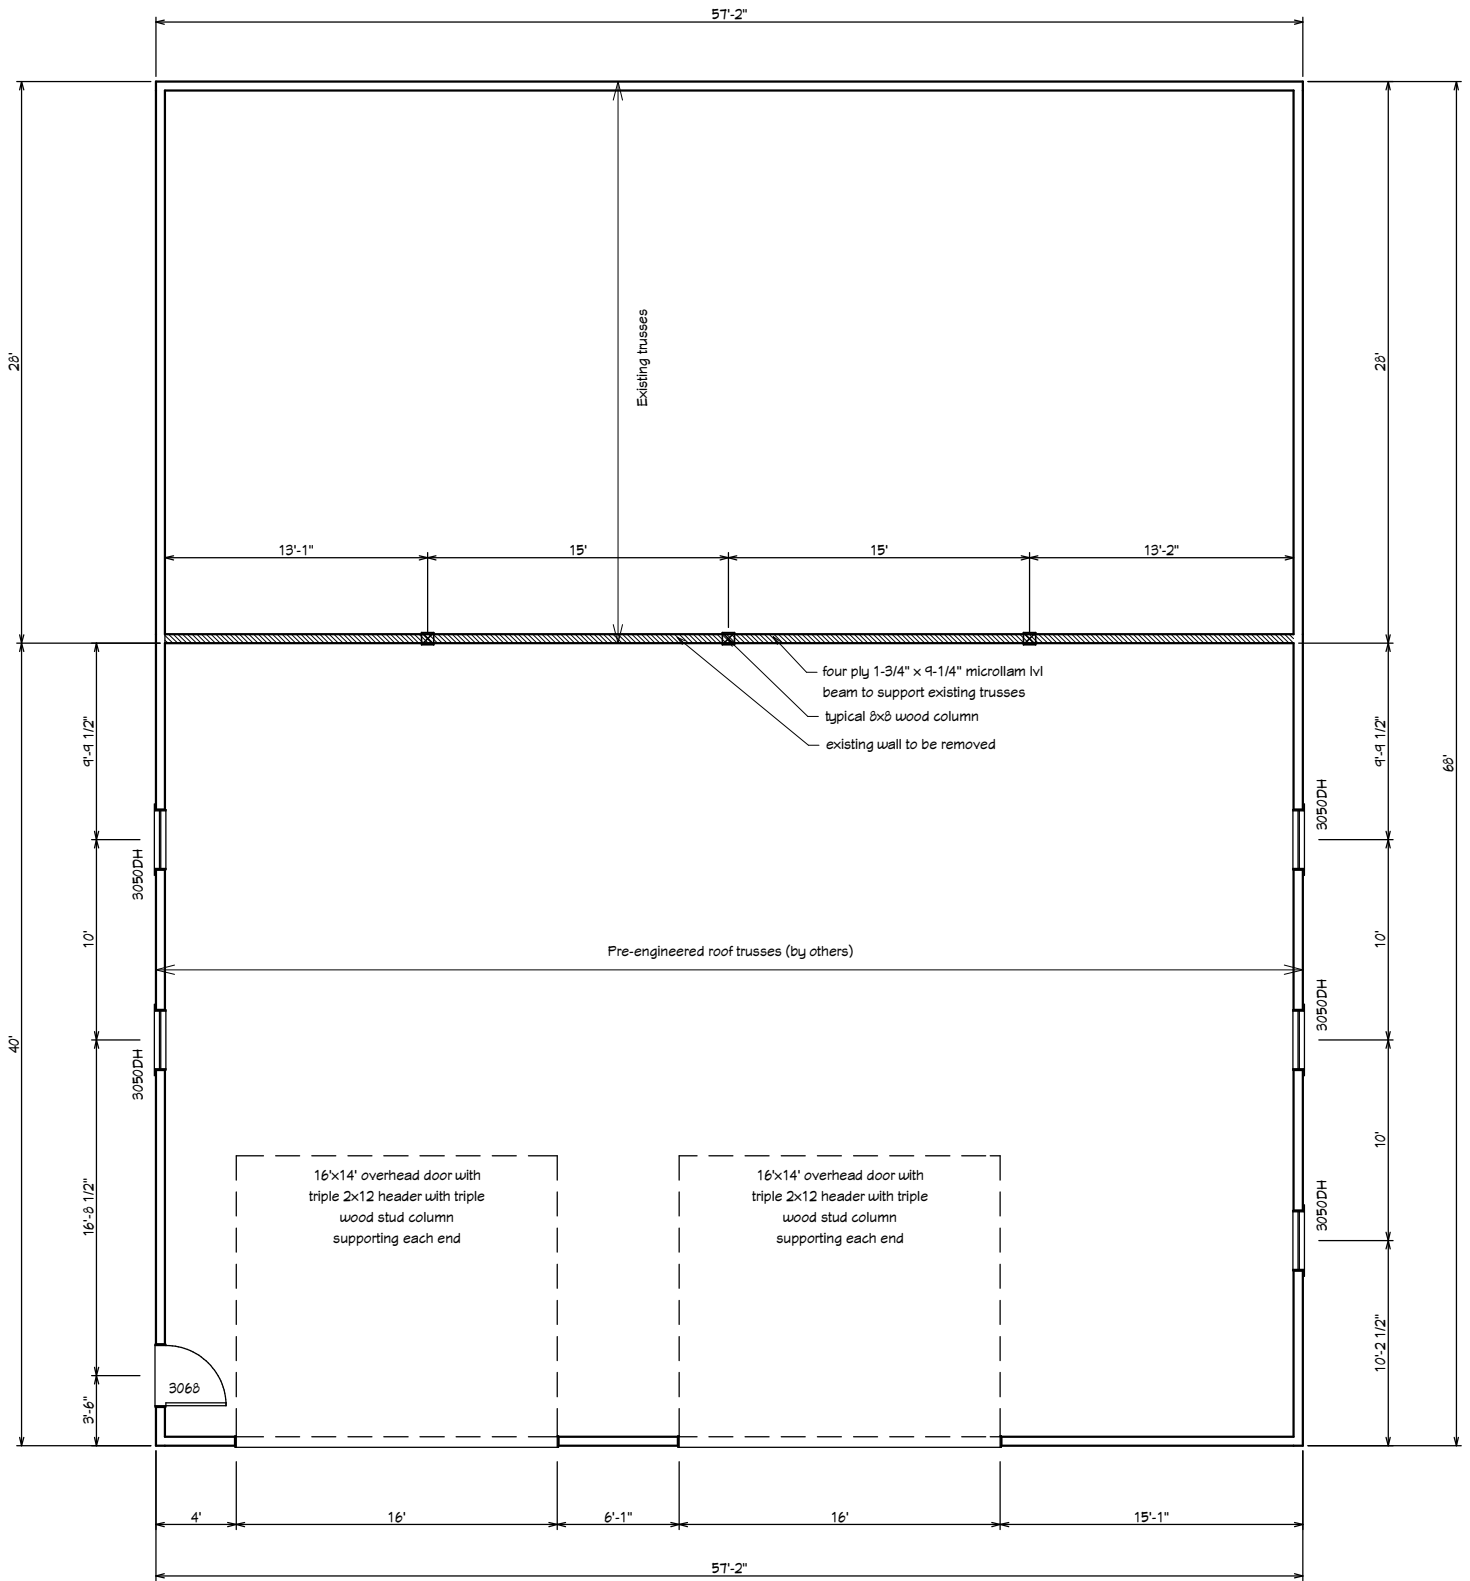 57'-2"
28'
Existing trusses
28'
13'-1"
15'
15'
13'-2"
four ply 1-3/4" x 9-1/4" microllam lvl
beam to support existing trusses
typical 8x8 wood column
existing wall to be removed
9'-9 1/2"
9'-9 1/2"
68'
3050DH
3050DH
10'
Pre-engineered roof trusses (by others)
10'
3050DH
40'
3050DH
10'
16'x14' overhead door with
triple 2x12 header with triple
wood stud column
supporting each end
16'x14' overhead door with
triple 2x12 header with triple
wood stud column
supporting each end
16'-8 1/2"
3050DH
10'-2 1/2"
3068
3'-6"
4'
16'
6'-1"
16'
15'-1"
57'-2"